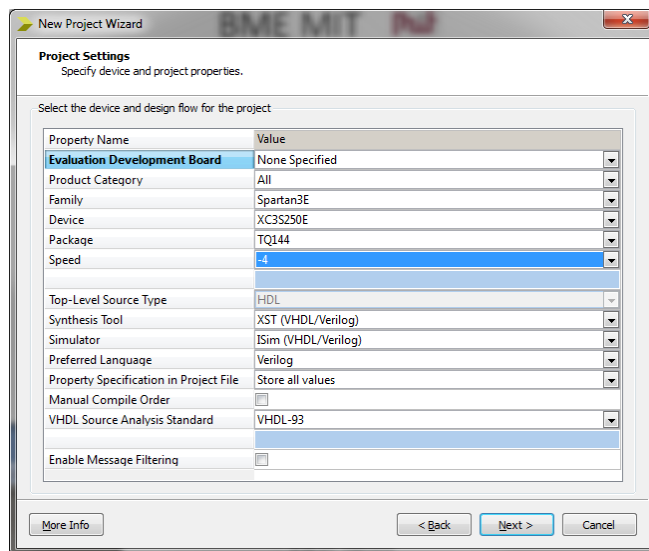 New Project Wizard
BME MIT
Project Settings
Specify device and project properties.
Select the device and design flow for the project
Property Name Value
Evaluation Development Board None Specified
Product Category All
Family Spartan3E
Device XC3S250E
Package TQ144
Speed -4
Top-Level Source Type HDL
Synthesis Tool XST (VHDL/Verilog)
Simulator ISim (VHDL/Verilog)
Preferred Language Verilog
Property Specification in Project File Store all values
Manual Compile Order
VHDL Source Analysis Standard VHDL-93
Enable Message Filtering
More Info < Back Next > Cancel